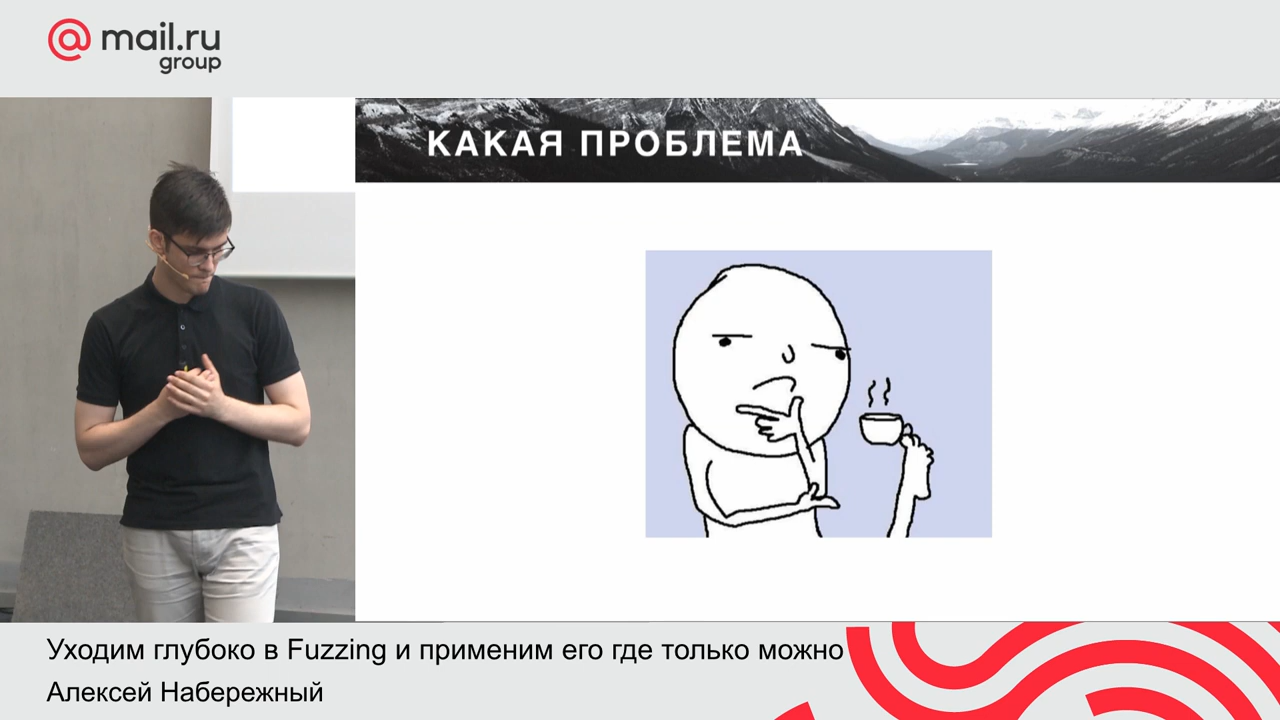 mail.ru
group
КАКАЯ ПРОБЛЕМА
Уходим глубоко в Fuzzing и применим его где только можно
Алексей Набережный